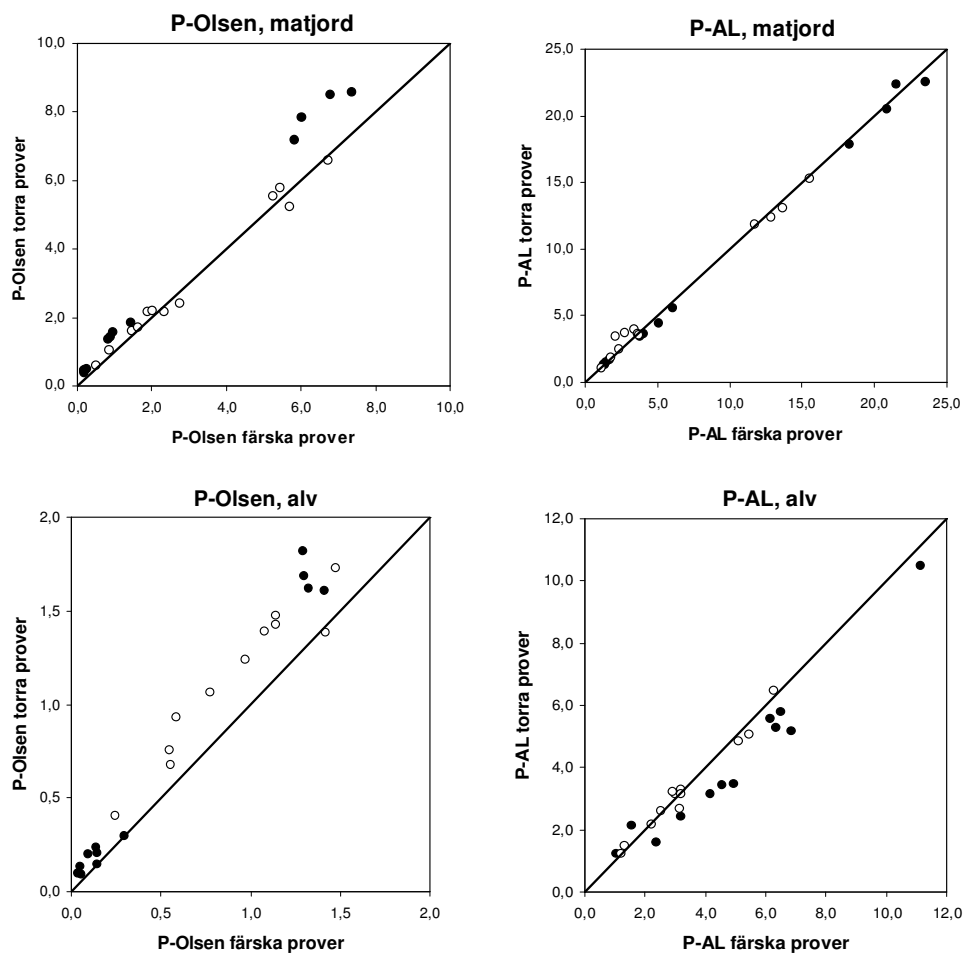 P-Olsen, matjord
10,0
8,0
6,0
4,0
2,0
0,0
P-Olsen torra prover
0,0 2,0 4,0 6,0 8,0 10,0
P-Olsen färska prover
P-AL, matjord
25,0
20,0
15,0
10,0
5,0
0,0
P-AL torra prover
0,0 5,0 10,0 15,0 20,0 25,0
P-AL färska prover
P-Olsen, alv
2,0
1,5
1,0
0,5
0,0
P-Olsen torra prover
0,0 0,5 1,0 1,5 2,0
P-Olsen färska prover
P-AL, alv
12,0
10,0
8,0
6,0
4,0
2,0
0,0
P-AL torra prover
0,0 2,0 4,0 6,0 8,0 10,0 12,0
P-AL färska prover